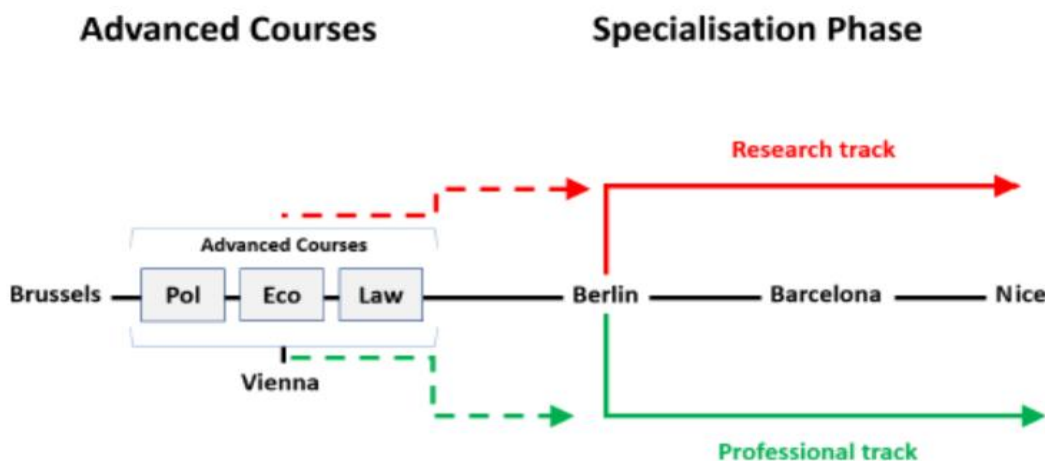 Advanced Courses
Specialisation Phase
Research track
Advanced Courses
Brussels
Pol
Eco
Law
Berlin
Barcelona
Nice
Vienna
Professional track